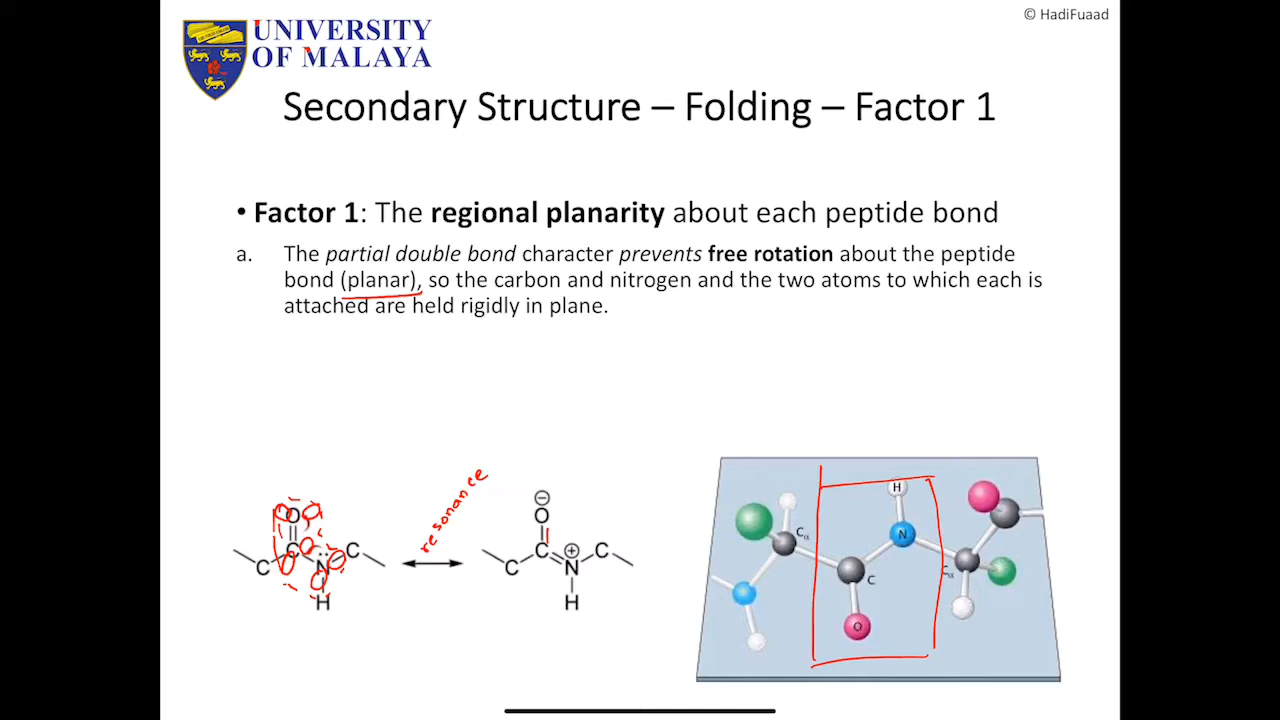 © HadiFuaad
UNIVERSITY
OF MALAYA
Secondary Structure – Folding – Factor 1
• Factor 1: The regional planarity about each peptide bond
a. The partial double bond character prevents free rotation about the peptide
bond (planar), so the carbon and nitrogen and the two atoms to which each is
attached are held rigidly in plane.
resonance
O
C
C
N
C
H
⊖
O
C
⊕
C
C
N
H
H
N
Cα
C
Cα
O